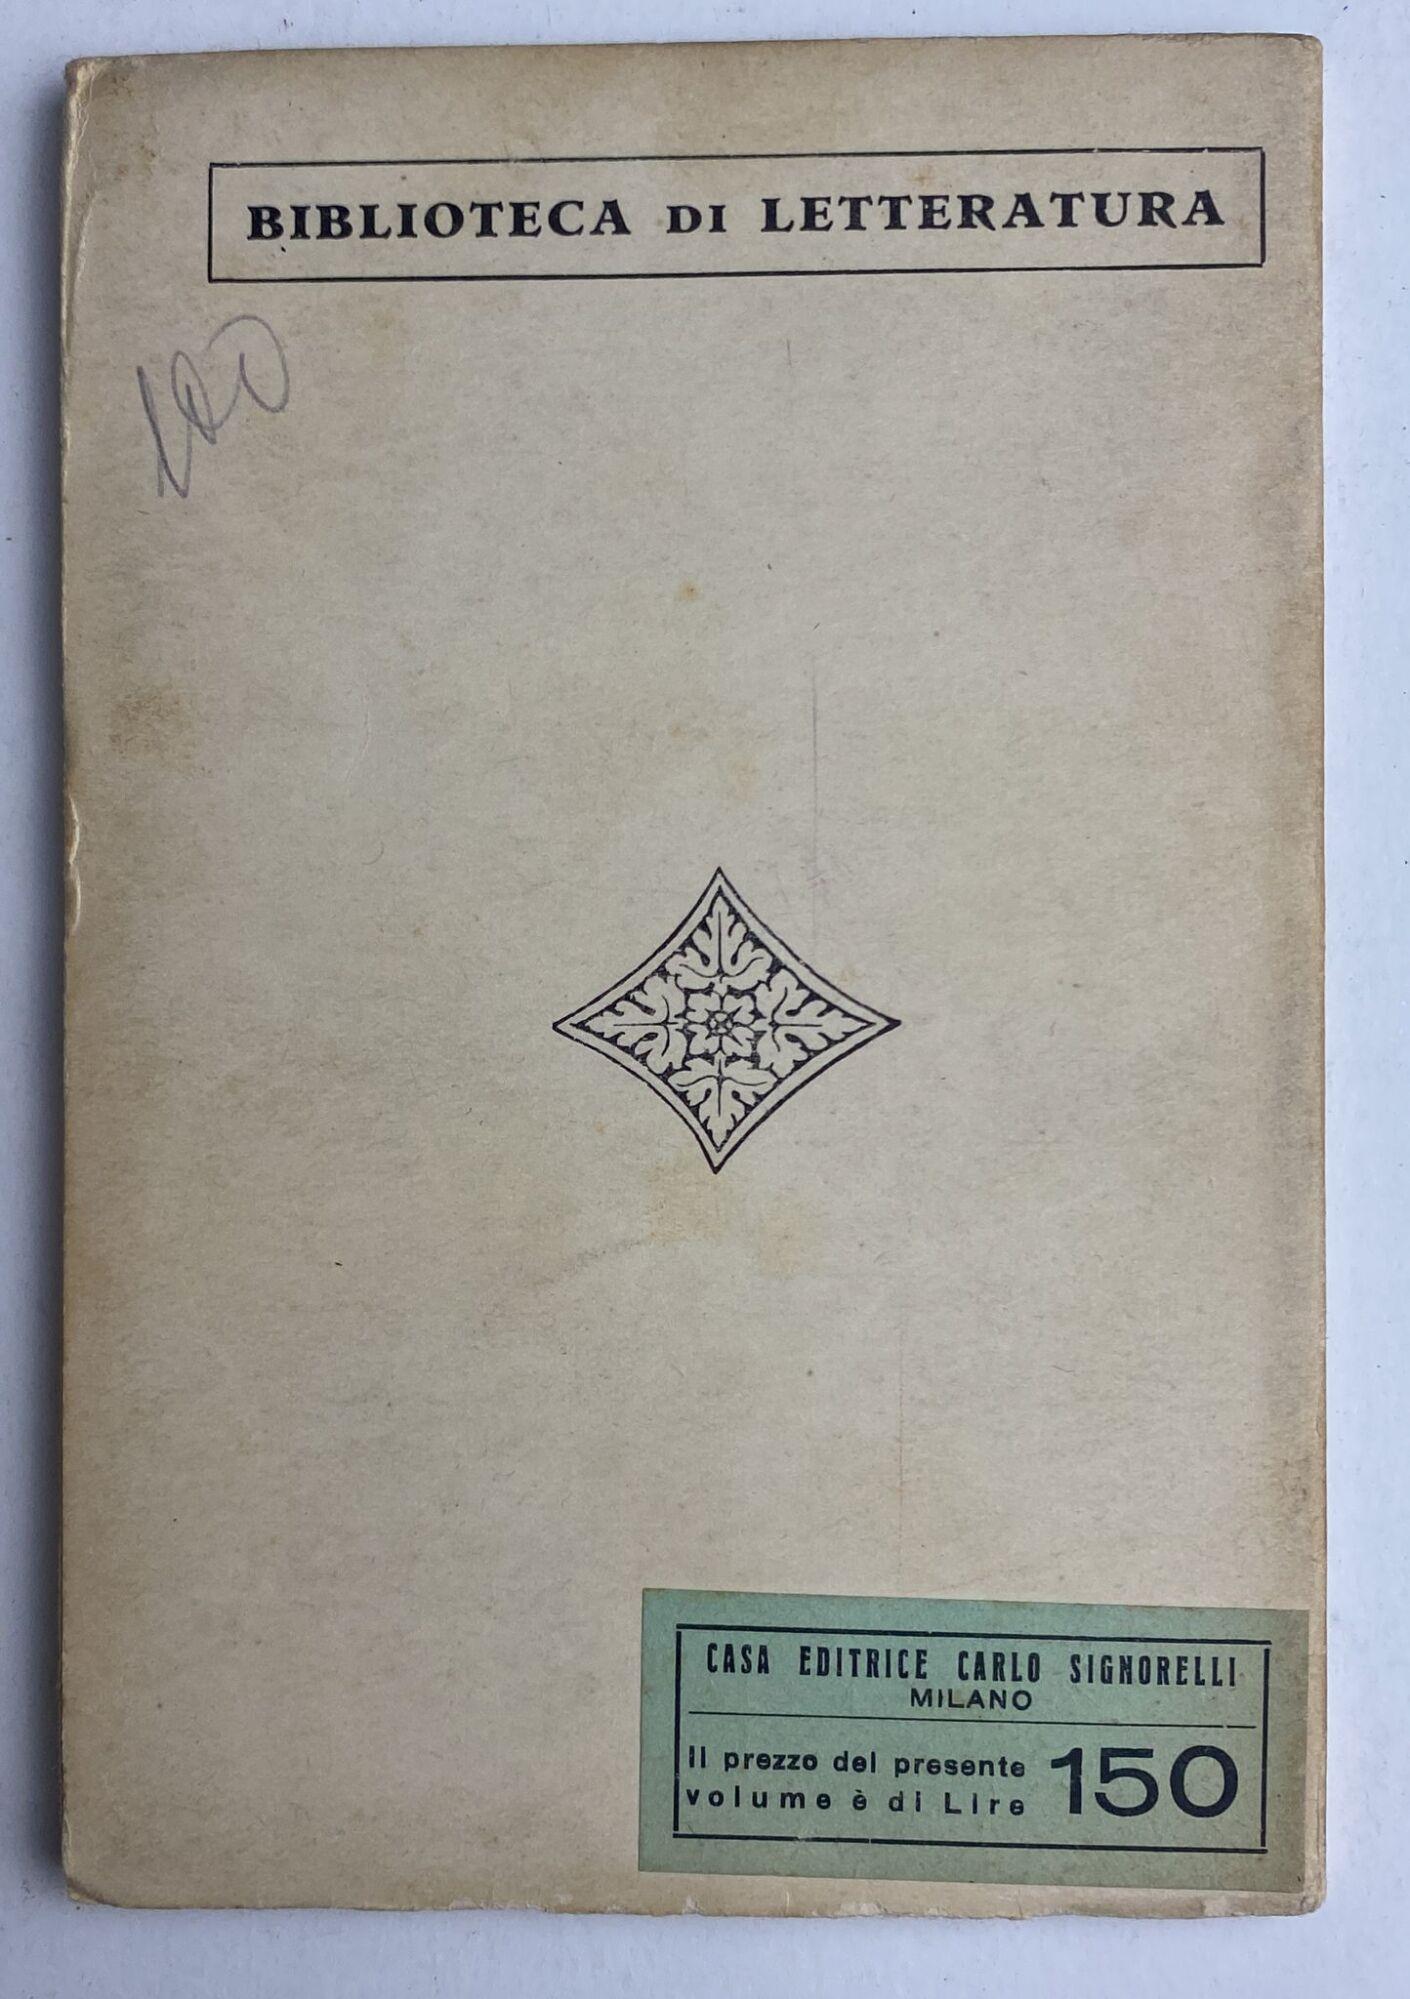 BIBLIOTECA DI LETTERATURA
CASA EDITRICE CARLO SIGNORELLI
MILANO
Il prezzo del presente
volume è di Lire 150